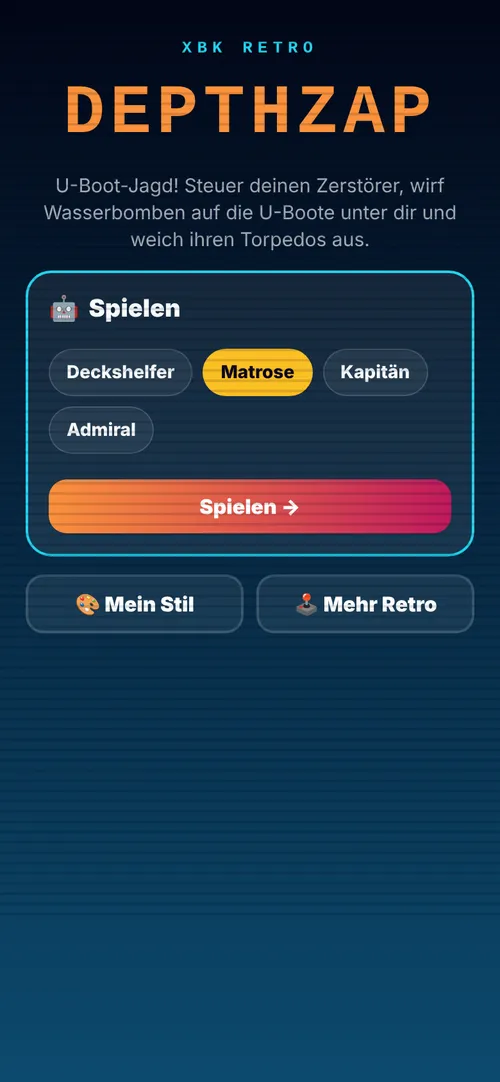 XBK RETRO
DEPTHZAP
U-Boot-Jagd! Steuer deinen Zerstörer, wirf
Wasserbomben auf die U-Boote unter dir und
weich ihren Torpedos aus.
🤖 Spielen
Deckshelfer Matrose Kapitän
Admiral
Spielen →
🎨 Mein Stil 🕹️ Mehr Retro